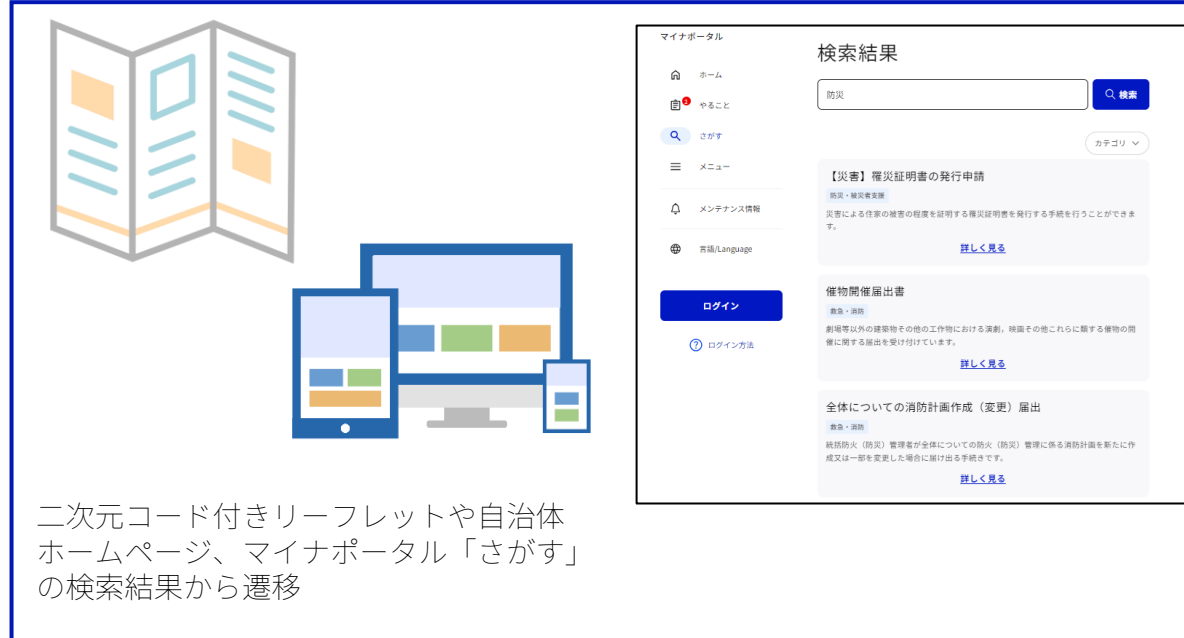 マイナポータル
ホーム
1
やること
さがす
メニュー
メンテナンス情報
言語/Language
ログイン
? ログイン方法
検索結果
防災
検索
カテゴリ
【災害】罹災証明書の発行申請
防災・被災者支援
災害による住家の被害の程度を証明する罹災証明書を発行する手続を行うことができま
す。
詳しく見る
催物開催届出書
救急・消防
劇場等以外の建築物その他の工作物における演劇，映画その他これらに類する催物の開
催に関する届出を受け付けています。
詳しく見る
全体についての消防計画作成（変更）届出
救急・消防
統括防火（防災）管理者が全体についての防火（防災）管理に係る消防計画を新たに作
成又は一部を変更した場合に届け出る手続きです。
詳しく見る
二次元コード付きリーフレットや自治体
ホームページ、マイナポータル「さがす」
の検索結果から遷移